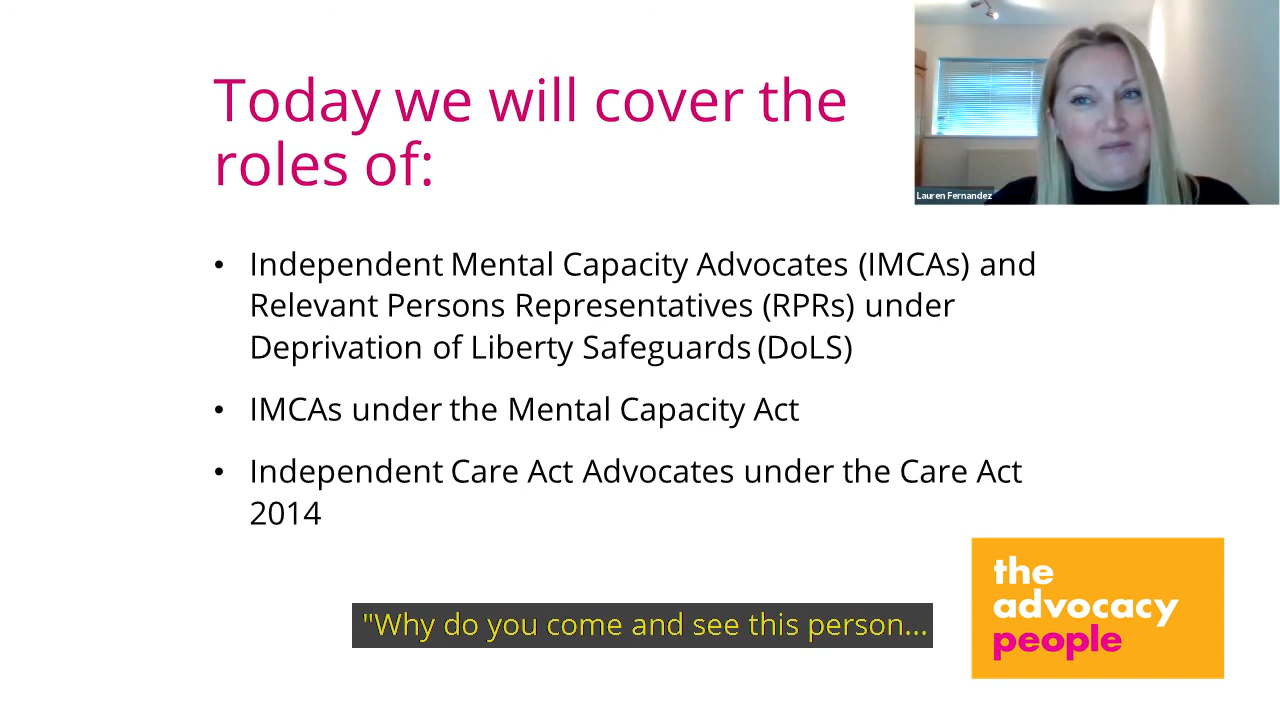 Today we will cover the
roles of:
Lauren Fernandez
• Independent Mental Capacity Advocates (IMCAs) and
Relevant Persons Representatives (RPRs) under
Deprivation of Liberty Safeguards (DoLS)
• IMCAs under the Mental Capacity Act
• Independent Care Act Advocates under the Care Act
2014
"Why do you come and see this person...
the
advocacy
people